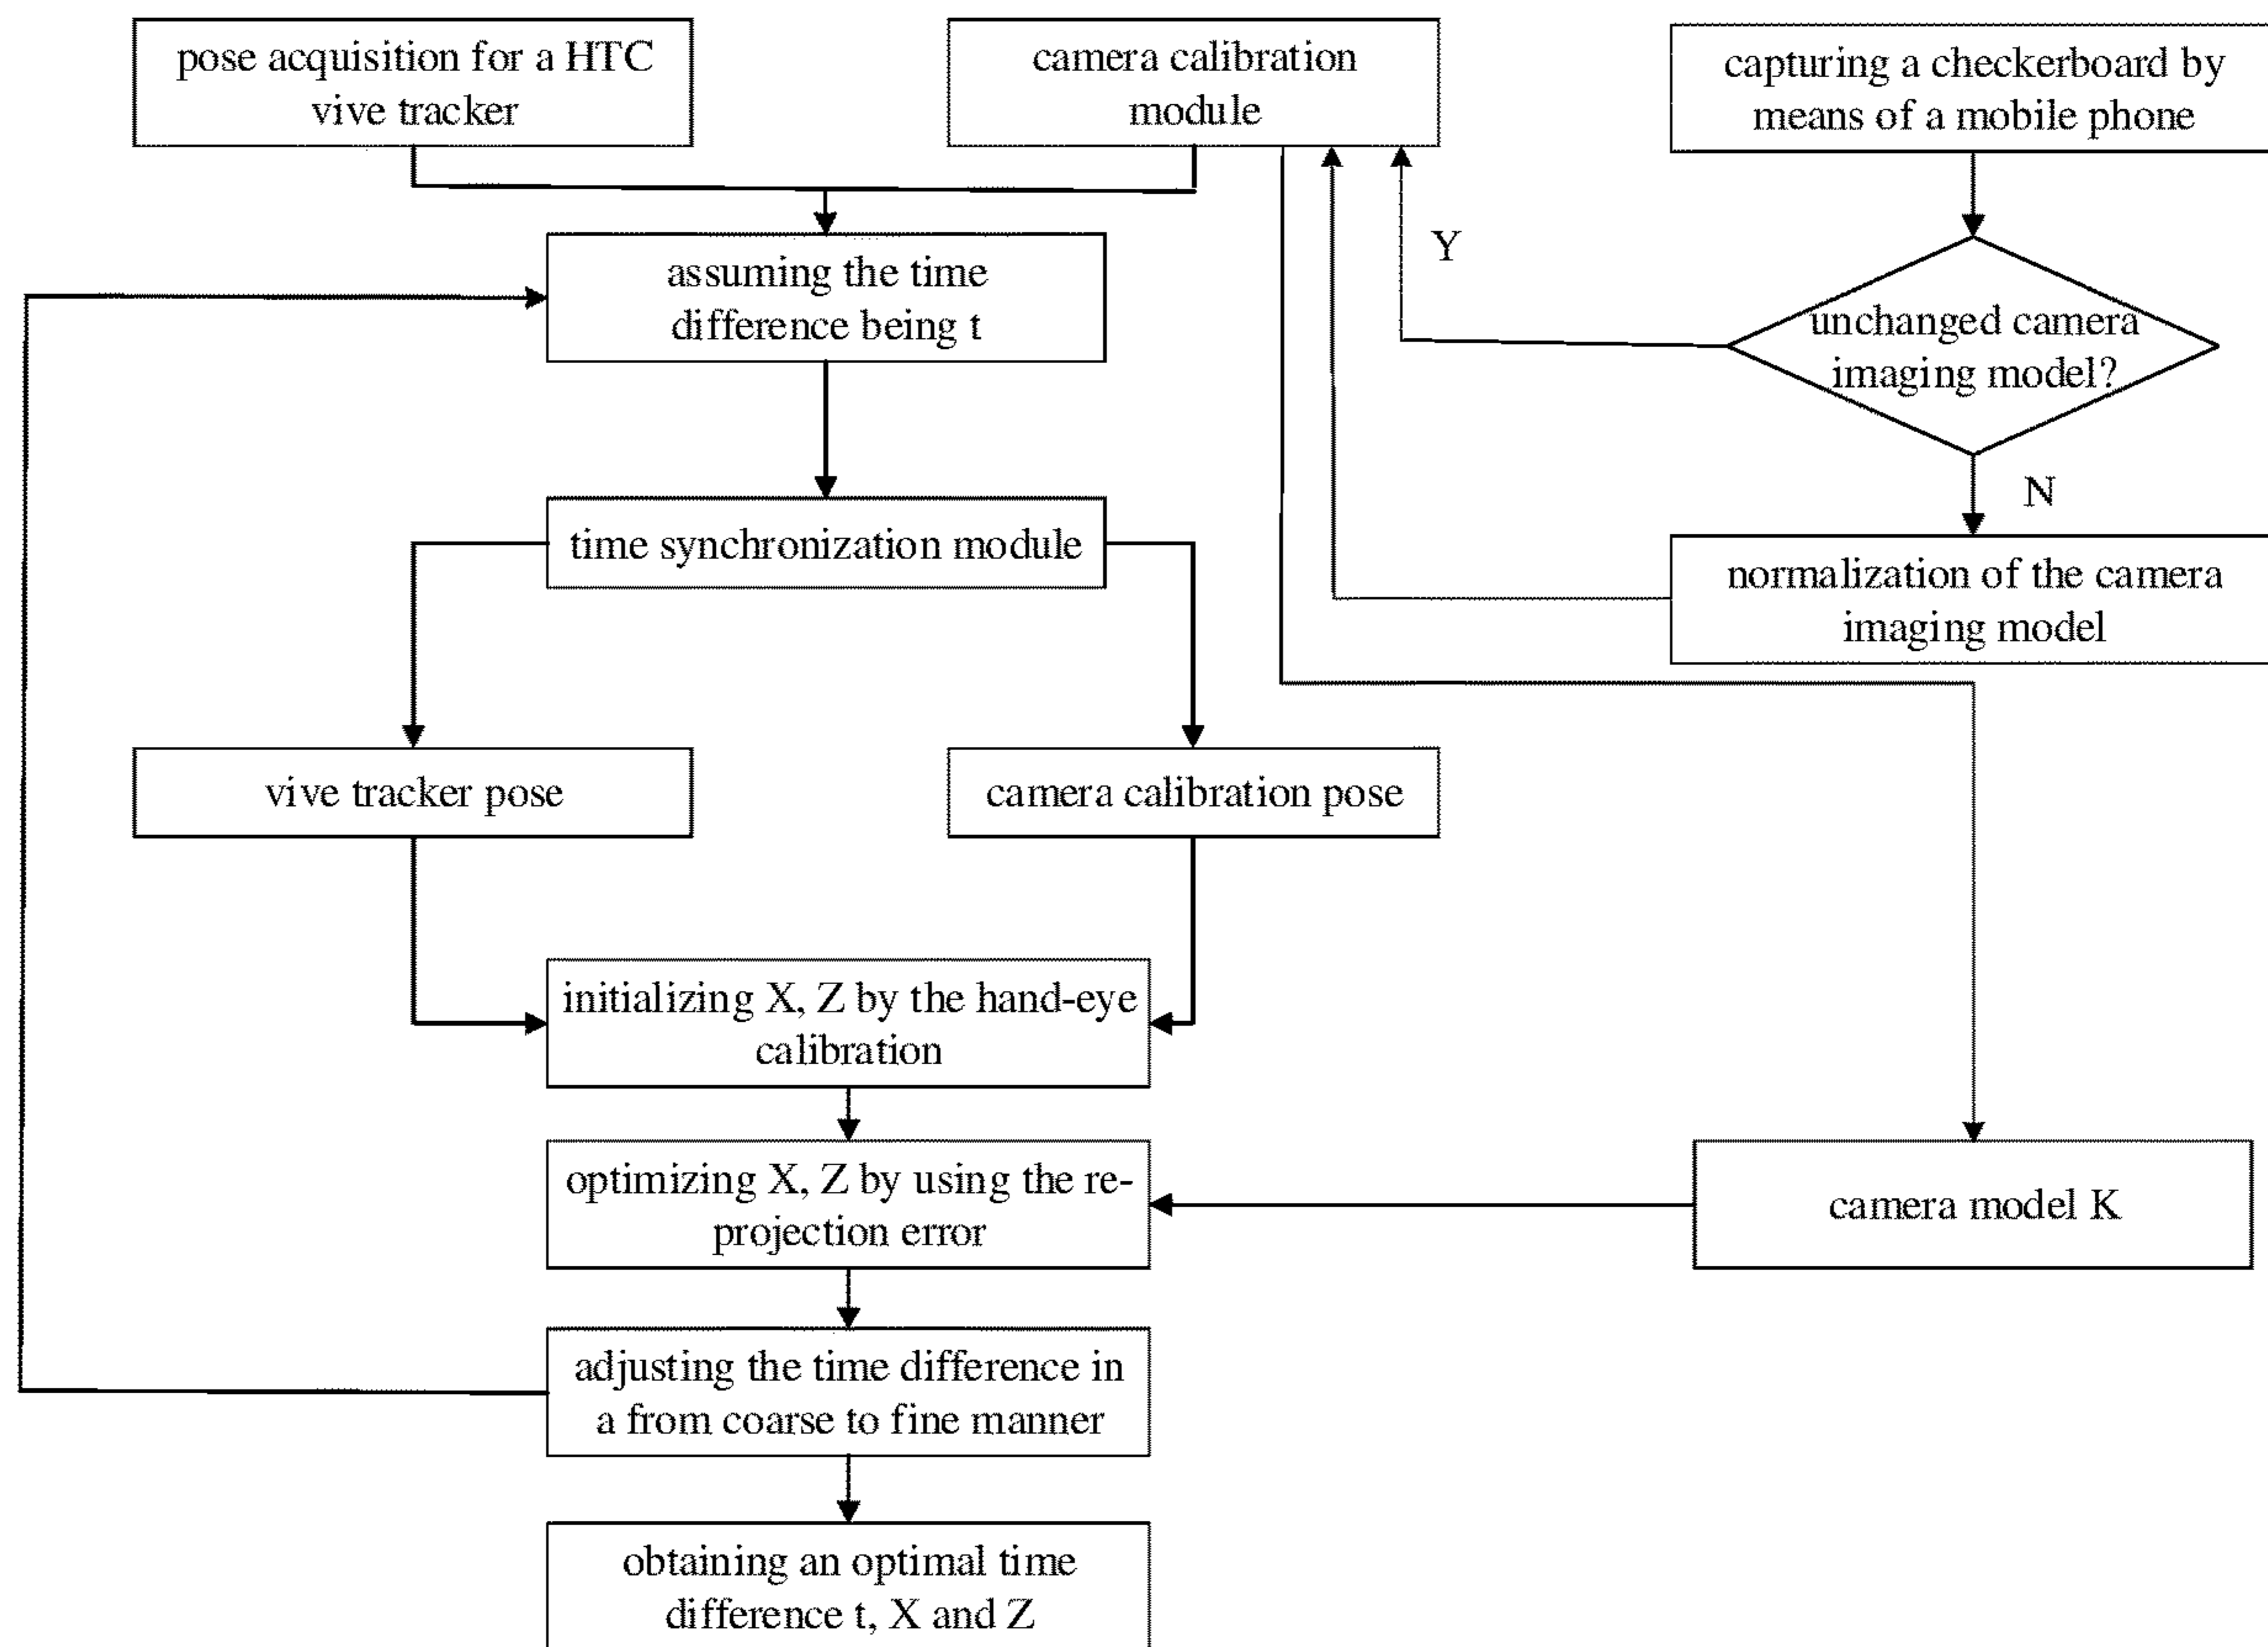 pose acquisition for a HTC
vive tracker
camera calibration
module
capturing a checkerboard by
means of a mobile phone
assuming the time
difference being t
Y
unchanged camera
imaging model?
N
time synchronization module
normalization of the camera
imaging model
vive tracker pose
camera calibration pose
initializing X, Z by the hand-eye
calibration
optimizing X, Z by using the re-
projection error
camera model K
adjusting the time difference in
a from coarse to fine manner
obtaining an optimal time
difference t, X and Z